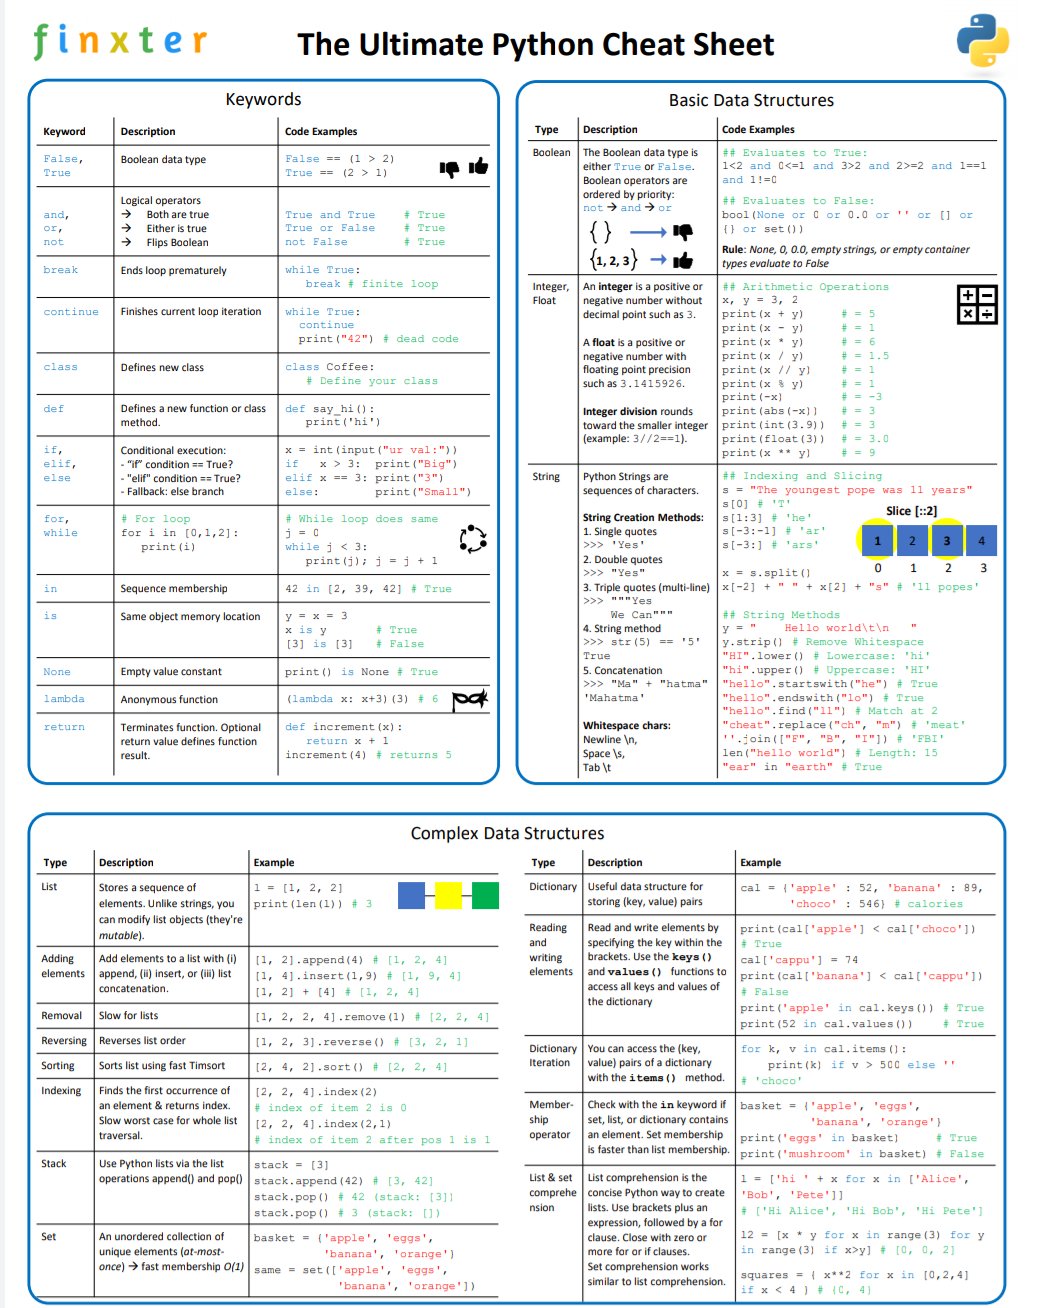 finxter
The Ultimate Python Cheat Sheet
Keywords
Keyword Description Code Examples
False,
True
Boolean data type
False == (1 > 2)
True == (2 > 1)
and,
or,
not
Logical operators
→ Both are true
→ Either is true
→ Flips Boolean
True and True # True
True or False # True
not False # True
break
Ends loop prematurely
while True:
break # finite loop
continue
Finishes current loop iteration
while True:
continue
print("42") # dead code
class
Defines new class
class Coffee:
# Define your class
def
Defines a new function or class
method.
def say_hi():
print('hi')
if,
elif,
else
Conditional execution:
- "if" condition == True?
- "elif" condition == True?
- Fallback: else branch
x = int(input("ur val:"))
if x > 3: print("Big")
elif x == 3: print("3")
else: print("Small")
for,
while
# For loop
for i in [0,1,2]:
print(i)
# While loop does same
j = 0
while j < 3:
print(j); j = j + 1
in
Sequence membership
42 in [2, 39, 42] # True
is
Same object memory location
y = x = 3
x is y # True
[3] is [3] # False
None
Empty value constant
print() is None # True
lambda
Anonymous function
(lambda x: x+3)(3) # 6
return
Terminates function. Optional
return value defines function
result.
def increment(x):
return x + 1
increment(4) # returns 5
Basic Data Structures
Type Description Code Examples
Boolean
The Boolean data type is
either True or False.
Boolean operators are
ordered by priority:
not → and → or
{}
{1, 2, 3}
## Evaluates to True:
1<2 and 0<=1 and 3>2 and 2>=2 and 1==1
and 1!=0
## Evaluates to False:
bool(None or 0 or 0.0 or '' or [] or
{} or set())
Rule: None, 0, 0.0, empty strings, or empty container
types evaluate to False
Integer,
Float
An integer is a positive or
negative number without
decimal point such as 3.
A float is a positive or
negative number with
floating point precision
such as 3.1415926.
Integer division rounds
toward the smaller integer
(example: 3//2==1).
## Arithmetic Operations
x, y = 3, 2
print(x + y) # = 5
print(x - y) # = 1
print(x * y) # = 6
print(x / y) # = 1.5
print(x // y) # = 1
print(x % y) # = 1
print(-x) # = -3
print(abs(-x)) # = 3
print(int(3.9)) # = 3
print(float(3)) # = 3.0
print(x ** y) # = 9
String
Python Strings are
sequences of characters.
String Creation Methods:
1. Single quotes
>>> 'Yes'
2. Double quotes
>>> "Yes"
3. Triple quotes (multi-line)
>>> """Yes
We Can"""
4. String method
>>> str(5) == '5'
True
5. Concatenation
>>> "Ma" + "hatma"
'Mahatma'
Whitespace chars:
Newline \n,
Space \s,
Tab \t
## Indexing and Slicing
s = "The youngest pope was 11 years"
s[0] # 'T'
s[1:3] # 'he'
s[-3:-1] # 'ar'
s[-3:] # 'ars'
Slice [::2]
1 2 3 4
0 1 2 3
x = s.split()
x[-2] + " " + x[2] + "s" # '11 popes'
## String Methods
y = " Hello world\t\n "
y.strip() # Remove Whitespace
"HI".lower() # Lowercase: 'hi'
"hi".upper() # Uppercase: 'HI'
"hello".startswith("he") # True
"hello".endswith("lo") # True
"hello".find("ll") # Match at 2
"cheat".replace("ch", "m") # 'meat'
''.join(["F", "B", "I"]) # 'FBI'
len("hello world") # Length: 15
"ear" in "earth" # True
Complex Data Structures
Type Description Example
List
Stores a sequence of
elements. Unlike strings, you
can modify list objects (they're
mutable).
l = [1, 2, 2]
print(len(l)) # 3
Adding
elements
Add elements to a list with (i)
append, (ii) insert, or (iii) list
concatenation.
[1, 2].append(4) # [1, 2, 4]
[1, 4].insert(1,9) # [1, 9, 4]
[1, 2] + [4] # [1, 2, 4]
Removal
Slow for lists
[1, 2, 2, 4].remove(1) # [2, 2, 4]
Reversing
Reverses list order
[1, 2, 3].reverse() # [3, 2, 1]
Sorting
Sorts list using fast Timsort
[2, 4, 2].sort() # [2, 2, 4]
Indexing
Finds the first occurrence of
an element & returns index.
Slow worst case for whole list
traversal.
[2, 2, 4].index(2)
# index of item 2 is 0
[2, 2, 4].index(2,1)
# index of item 2 after pos 1 is 1
Stack
Use Python lists via the list
operations append() and pop()
stack = [3]
stack.append(42) # [3, 42]
stack.pop() # 42 (stack: [3])
stack.pop() # 3 (stack: [])
Set
An unordered collection of
unique elements (at-most-
once) → fast membership O(1)
basket = {'apple', 'eggs',
'banana', 'orange'}
same = set(['apple', 'eggs',
'banana', 'orange'])
Type Description Example
Dictionary
Useful data structure for
storing (key, value) pairs
cal = {'apple' : 52, 'banana' : 89,
'choco' : 546} # calories
Reading
and
writing
elements
Read and write elements by
specifying the key within the
brackets. Use the keys()
and values() functions to
access all keys and values of
the dictionary
print(cal['apple'] < cal['choco'])
# True
cal['cappu'] = 74
print(cal['banana'] < cal['cappu'])
# False
print('apple' in cal.keys()) # True
print(52 in cal.values()) # True
Dictionary
Iteration
You can access the (key,
value) pairs of a dictionary
with the items() method.
for k, v in cal.items():
print(k) if v > 500 else ''
# 'choco'
Member-
ship
operator
Check with the in keyword if
set, list, or dictionary contains
an element. Set membership
is faster than list membership.
basket = {'apple', 'eggs',
'banana', 'orange'}
print('eggs' in basket) # True
print('mushroom' in basket) # False
List & set
comprehe
nsion
List comprehension is the
concise Python way to create
lists. Use brackets plus an
expression, followed by a for
clause. Close with zero or
more for or if clauses.
Set comprehension works
similar to list comprehension.
l = ['hi ' + x for x in ['Alice',
'Bob', 'Pete']]
# ['Hi Alice', 'Hi Bob', 'Hi Pete']
l2 = [x * y for x in range(3) for y
in range(3) if x>y] # [0, 0, 2]
squares = { x**2 for x in [0,2,4]
if x < 4 } # {0, 4}